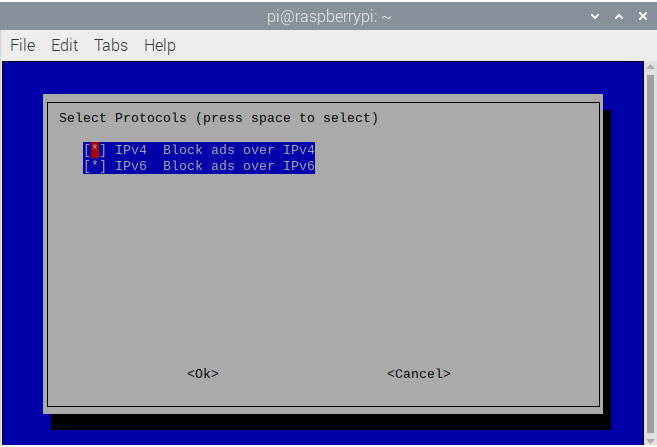 pi@raspberrypi: ~
File Edit Tabs Help
Select Protocols (press space to select)
[*] IPv4 Block ads over IPv4
[*] IPv6 Block ads over IPv6
<Ok> <Cancel>